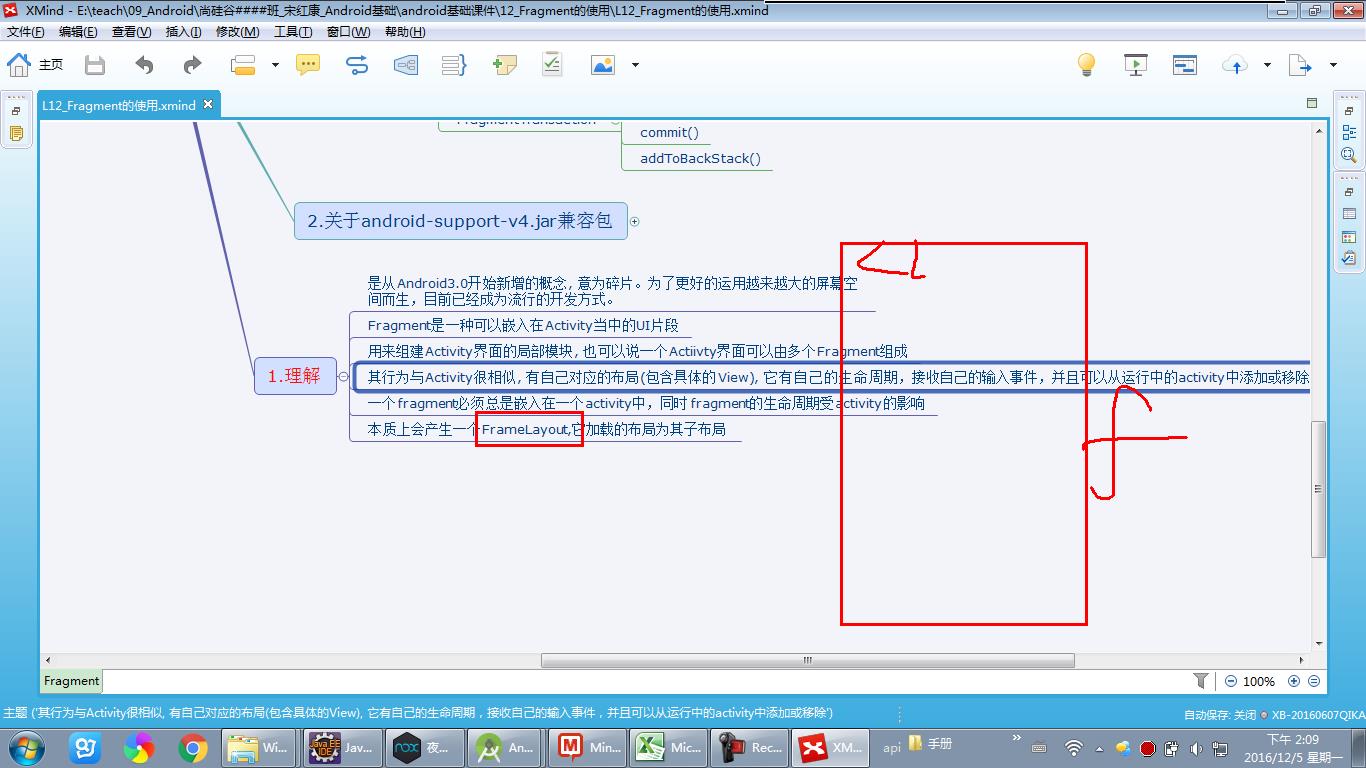 XMind - E:\teach\09_Android\尚硅谷####班_宋红康_Android基础\android基础课件\12_Fragment的使用\L12_Fragment的使用.xmind
文件(F) 编辑(E) 查看(V) 插入(I) 修改(M) 工具(T) 窗口(W) 帮助(H)
主页
L12_Fragment的使用.xmind
commit()
addToBackStack()
2.关于android-support-v4.jar兼容包
是从Android3.0开始新增的概念, 意为碎片。为了更好的运用越来越大的屏幕空
间而生，目前已经成为流行的开发方式。
Fragment是一种可以嵌入在Activity当中的UI片段
用来组建Activity界面的局部模块, 也可以说一个Actiivty界面可以由多个Fragment组成
1.理解
其行为与Activity很相似, 有自己对应的布局(包含具体的View), 它有自己的生命周期，接收自己的输入事件，并且可以从运行中的activity中添加或移除
一个fragment必须总是嵌入在一个activity中，同时fragment的生命周期受activity的影响
本质上会产生一个FrameLayout,它加载的布局为其子布局
f
Fragment
100%
主题 ('其行为与Activity很相似, 有自己对应的布局(包含具体的View), 它有自己的生命周期，接收自己的输入事件，并且可以从运行中的activity中添加或移除')
自动保存: 关闭 XB-20160607QIKA
Wi... Jav... 夜... An... Min... Mic... Rec... XM... api 手册
下午 2:09
2016/12/5 星期一